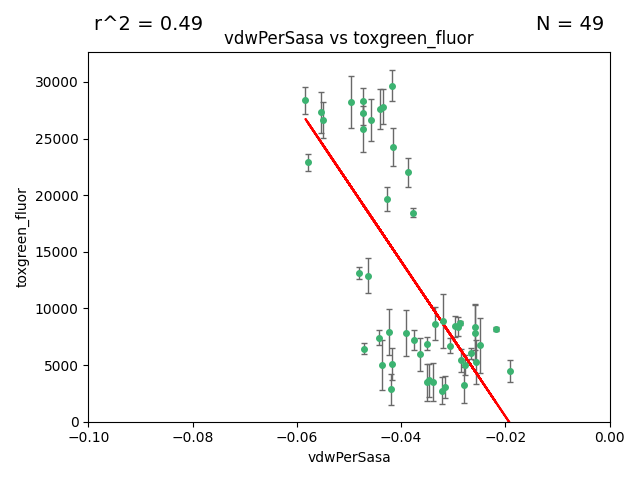 r^2 = 0.49
N = 49
vdwPerSasa vs toxgreen_fluor
toxgreen_fluor
30000
25000
20000
15000
10000
5000
0
−0.10
−0.08
−0.06
−0.04
−0.02
0.00
vdwPerSasa